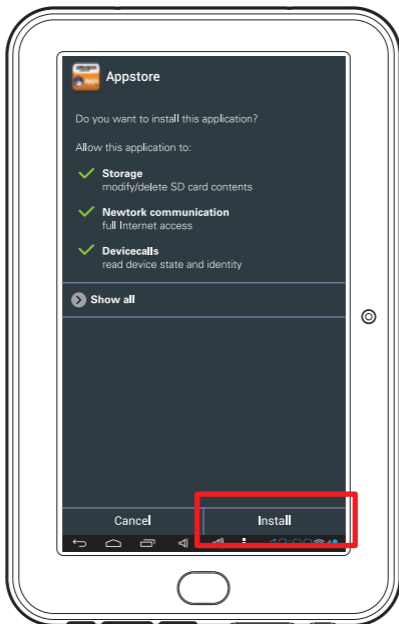 Appstore
Do you want to install this application?
Allow this application to:
Storage
modify/delete SD card contents
Newtork communication
full Internet access
Devicecalls
read device state and identity
Show all
Cancel Install